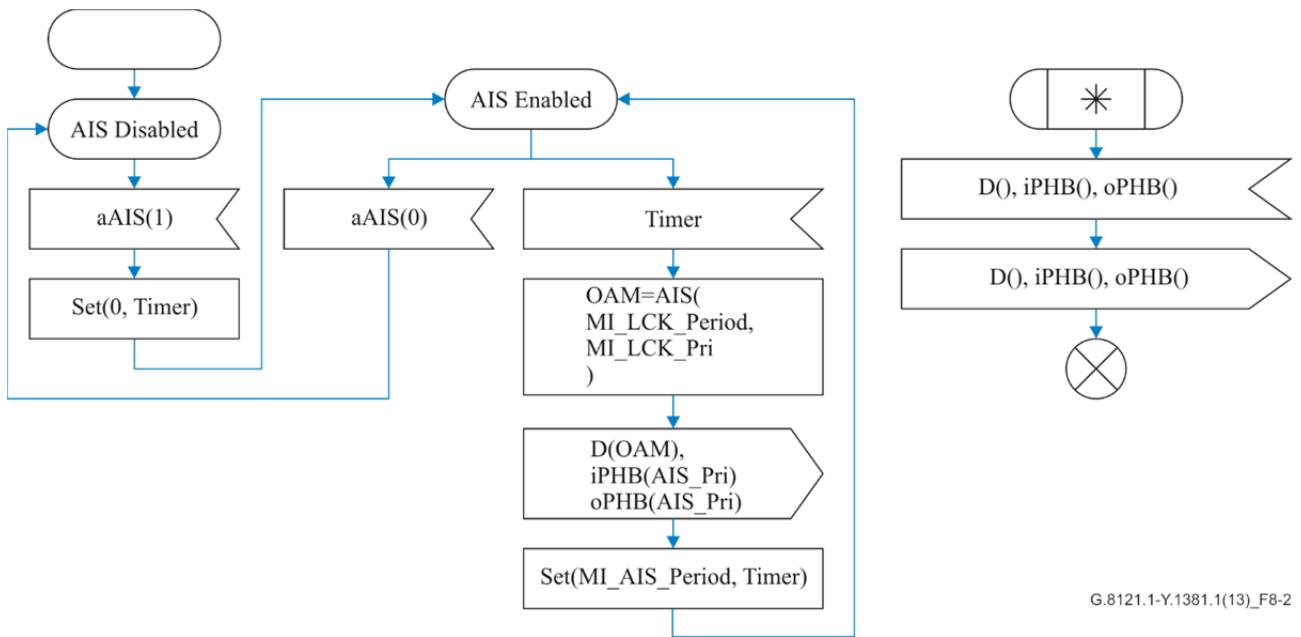 AIS Disabled
aAIS(1)
Set(0, Timer)
AIS Enabled
aAIS(0)
Timer
OAM=AIS(
MI_LCK_Period,
MI_LCK_Pri
)
D(OAM),
iPHB(AIS_Pri)
oPHB(AIS_Pri)
Set(MI_AIS_Period, Timer)
D(), iPHB(), oPHB()
D(), iPHB(), oPHB()
G.8121.1-Y.1381.1(13)_F8-2